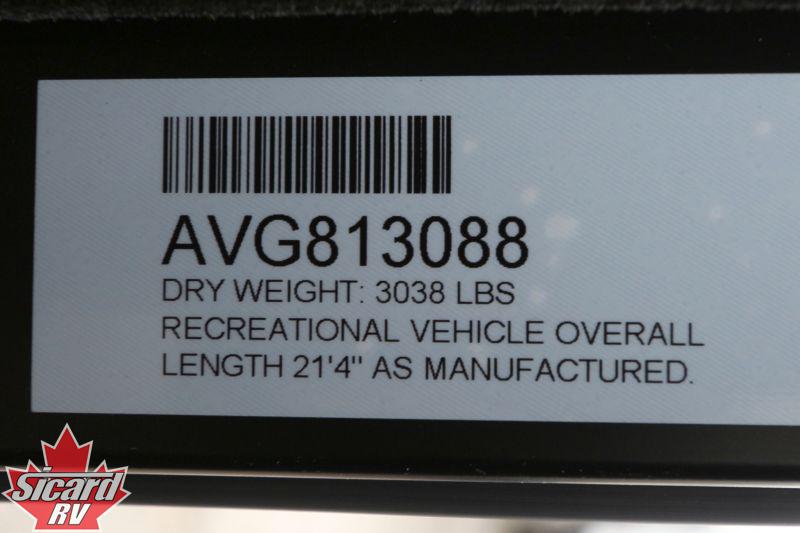 AVG813088
DRY WEIGHT: 3038 LBS
RECREATIONAL VEHICLE OVERALL
LENGTH 21'4" AS MANUFACTURED.
Sicard
RV